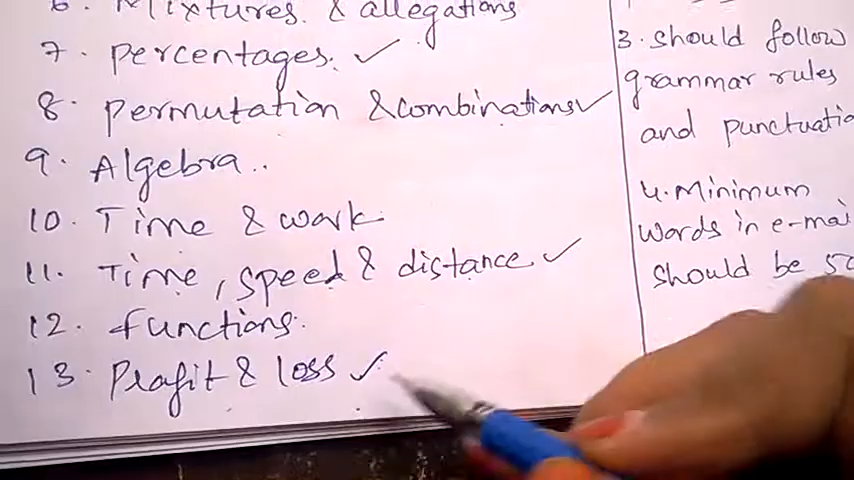 6. Mixtures & allegations
7. percentages. ✓
8. permutation & combinations ✓
9. Algebra..
10. Time & work
11. Time, speed & distance ✓
12. functions.
13. Profit & loss ✓
3. should follow
grammar rules
and punctuatio
4. Minimum
words in e-mai
should be 50